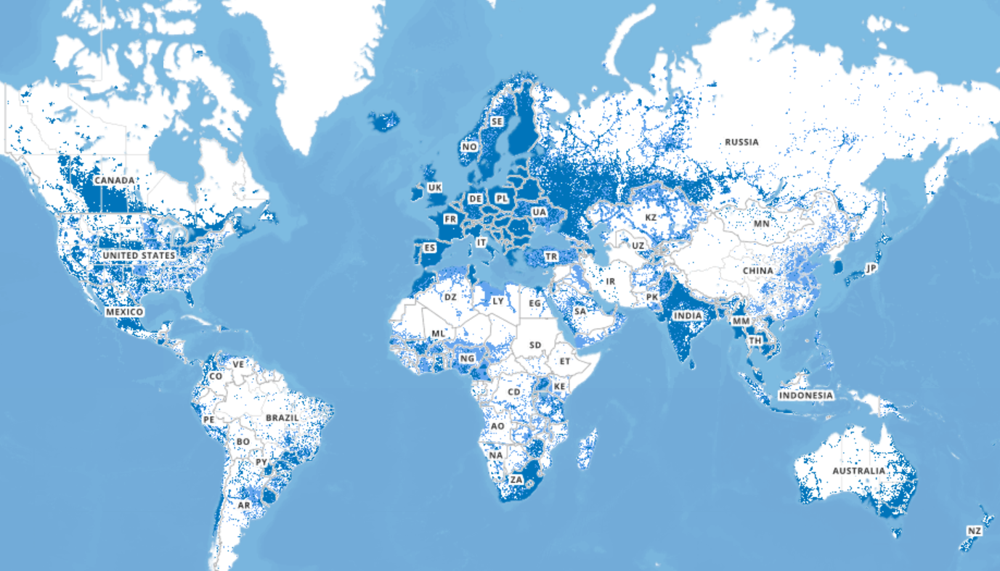 SE
NO
RUSSIA
CANADA
UK
DE
PL
UA
FR
KZ
MN
UNITED STATES
ES
IT
TR
UZ
CHINA
JP
IR
DZ
LY
EG
PK
MEXICO
SA
INDIA
MM
ML
TH
SD
NG
ET
VE
CO
CD
KE
INDONESIA
PE
BRAZIL
AO
BO
NA
PY
AUSTRALIA
ZA
AR
NZ